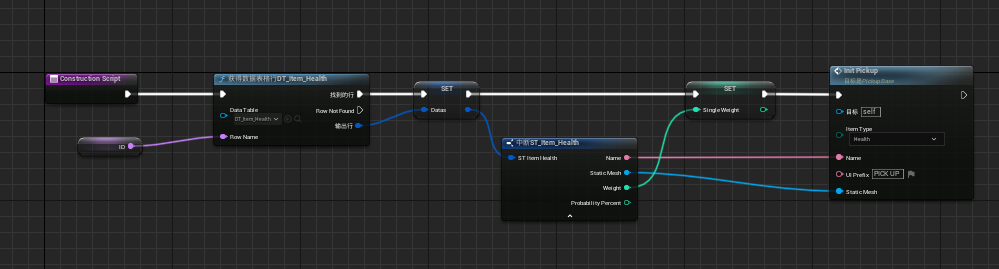 Construction Script
ID
获得数据表格行DT_Item_Health
找到的行
Data Table
DT_Item_Health
Row Not Found
输出行
Row Name
SET
Datas
中断ST_Item_Health
ST Item Health
Name
Static Mesh
Weight
Probability Percent
SET
Single Weight
Init Pickup
目标是Pickup Base
目标
self
Item Type
Health
Name
UI Prefix
PICK UP
Static Mesh